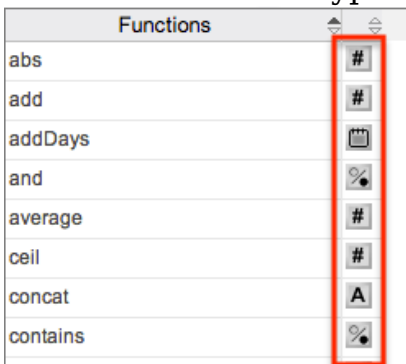 Functions
abs #
add #
addDays
and
average #
ceil #
concat A
contains